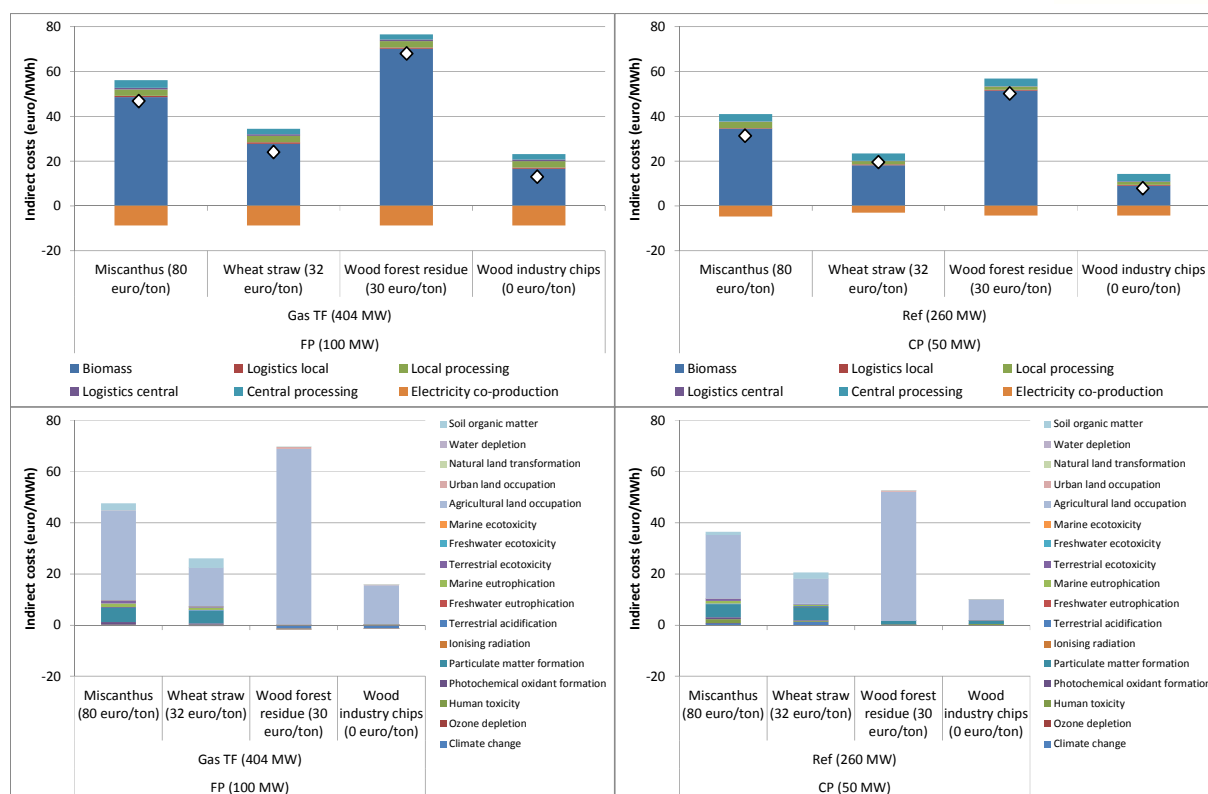 Indirect costs (euro/MWh)
80
60
40
20
0
-20
Miscanthus (80
euro/ton)
Wheat straw (32
euro/ton)
Wood forest residue
(30 euro/ton)
Wood industry chips
(0 euro/ton)
Gas TF (404 MW)
FP (100 MW)
Biomass
Logistics local
Local processing
Logistics central
Central processing
Electricity co-production
Indirect costs (euro/MWh)
80
60
40
20
0
-20
Miscanthus (80
euro/ton)
Wheat straw (32
euro/ton)
Wood forest residue
(30 euro/ton)
Wood industry chips
(0 euro/ton)
Ref (260 MW)
CP (50 MW)
Biomass
Logistics local
Local processing
Logistics central
Central processing
Electricity co-production
Indirect costs (euro/MWh)
80
60
40
20
0
-20
Miscanthus
(80 euro/ton)
Wheat straw
(32 euro/ton)
Wood forest
residue (30
euro/ton)
Wood
industry chips
(0 euro/ton)
Gas TF (404 MW)
FP (100 MW)
Soil organic matter
Water depletion
Natural land transformation
Urban land occupation
Agricultural land occupation
Marine ecotoxicity
Freshwater ecotoxicity
Terrestrial ecotoxicity
Marine eutrophication
Freshwater eutrophication
Terrestrial acidification
Ionising radiation
Particulate matter formation
Photochemical oxidant formation
Human toxicity
Ozone depletion
Climate change
Indirect costs (euro/MWh)
80
60
40
20
0
-20
Miscanthus
(80 euro/ton)
Wheat straw
(32 euro/ton)
Wood forest
residue (30
euro/ton)
Wood
industry chips
(0 euro/ton)
Ref (260 MW)
CP (50 MW)
Soil organic matter
Water depletion
Natural land transformation
Urban land occupation
Agricultural land occupation
Marine ecotoxicity
Freshwater ecotoxicity
Terrestrial ecotoxicity
Marine eutrophication
Freshwater eutrophication
Terrestrial acidification
Ionising radiation
Particulate matter formation
Photochemical oxidant formation
Human toxicity
Ozone depletion
Climate change